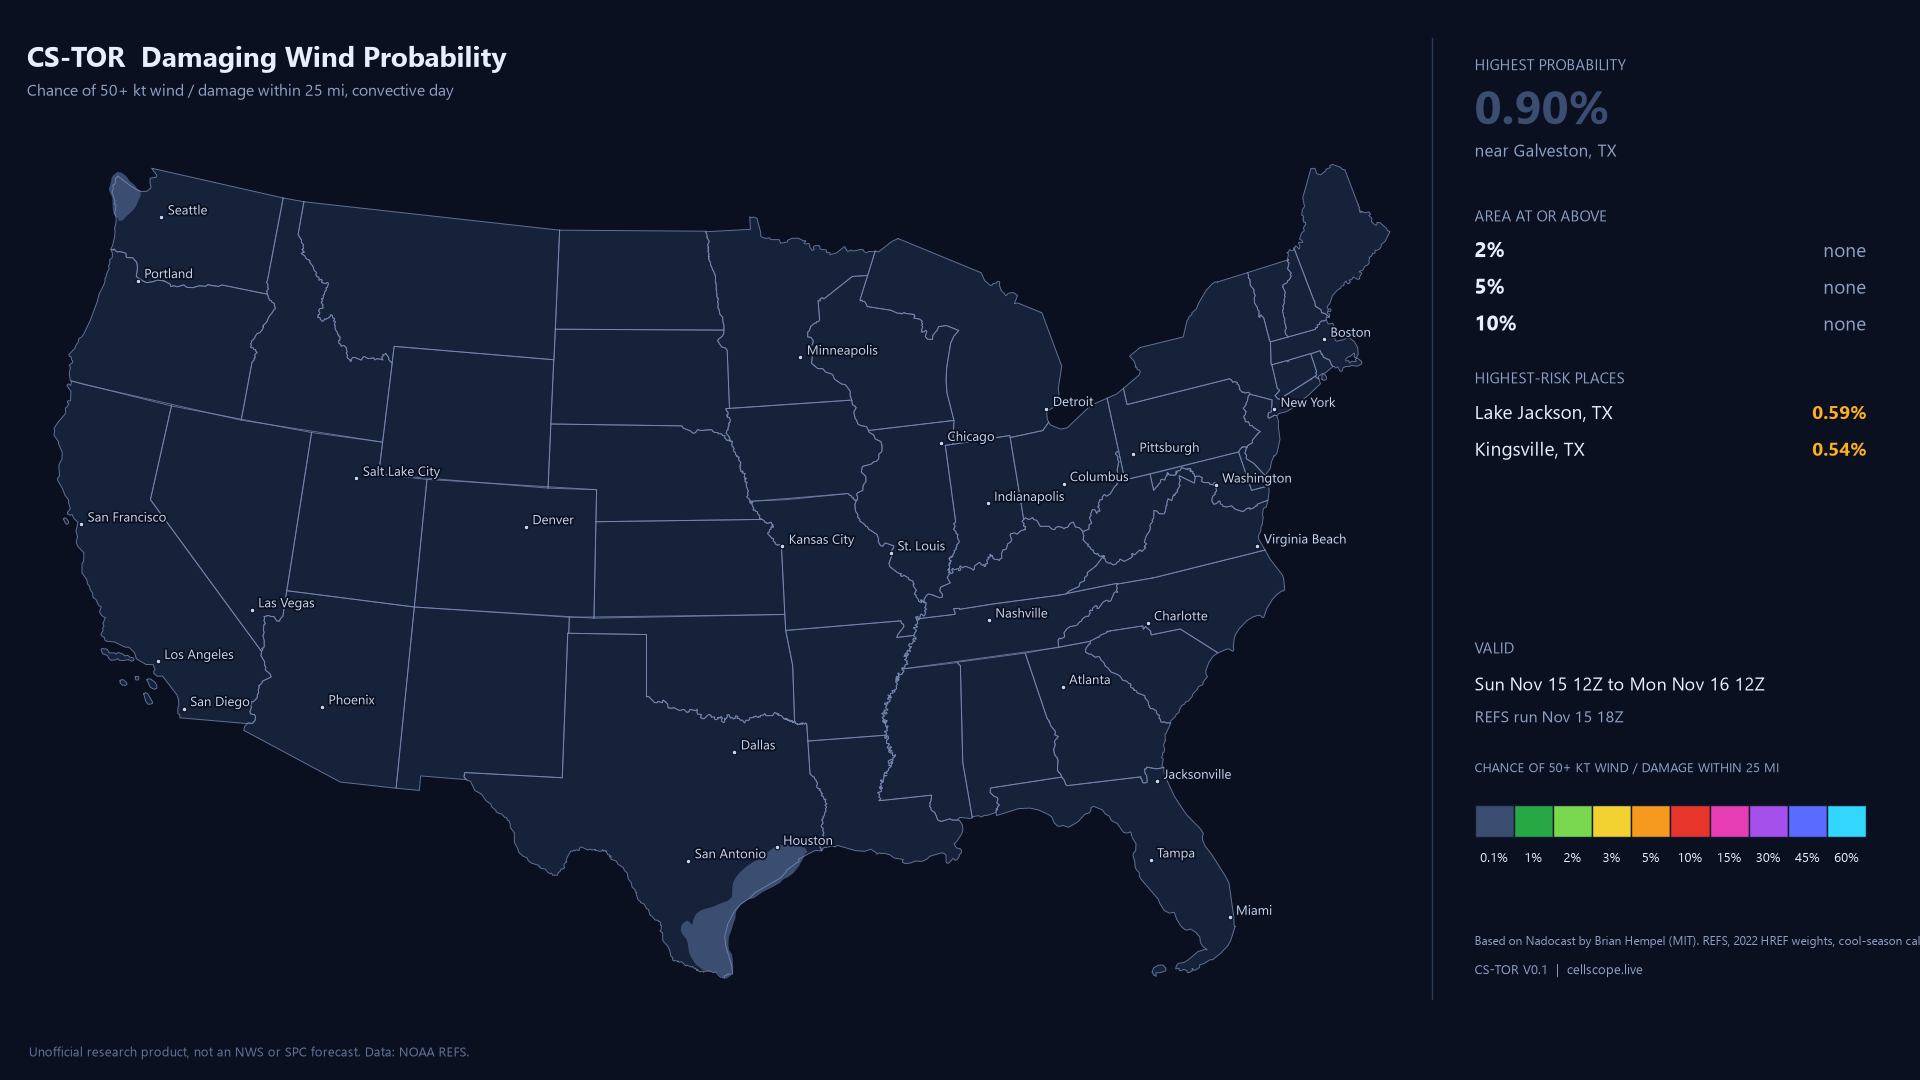 CS-TOR  Damaging Wind Probability
Chance of 50+ kt wind / damage within 25 mi, convective day
Seattle
Portland
Minneapolis
Boston
Detroit
New York
Chicago
Pittsburgh
Salt Lake City
Columbus
Washington
Indianapolis
San Francisco
Denver
Kansas City
St. Louis
Virginia Beach
Las Vegas
Nashville
Charlotte
Los Angeles
Atlanta
San Diego
Phoenix
Dallas
Jacksonville
Houston
San Antonio
Tampa
Miami
HIGHEST PROBABILITY
0.90%
near Galveston, TX
AREA AT OR ABOVE
2% none
5% none
10% none
HIGHEST-RISK PLACES
Lake Jackson, TX 0.59%
Kingsville, TX 0.54%
VALID
Sun Nov 15 12Z to Mon Nov 16 12Z
REFS run Nov 15 18Z
CHANCE OF 50+ KT WIND / DAMAGE WITHIN 25 MI
0.1% 1% 2% 3% 5% 10% 15% 30% 45% 60%
Based on Nadocast by Brian Hempel (MIT). REFS, 2022 HREF weights, cool-season cal
CS-TOR V0.1 | cellscope.live
Unofficial research product, not an NWS or SPC forecast. Data: NOAA REFS.